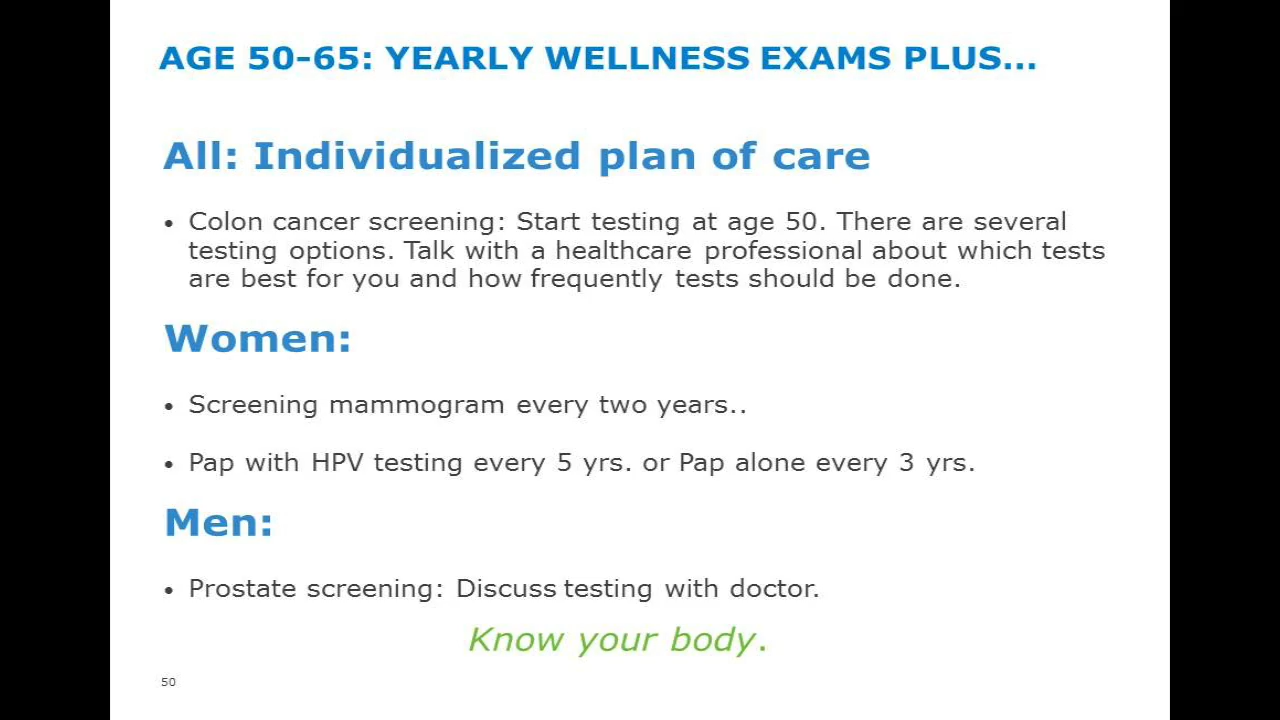 AGE 50-65: YEARLY WELLNESS EXAMS PLUS...
All: Individualized plan of care
• Colon cancer screening: Start testing at age 50. There are several
testing options. Talk with a healthcare professional about which tests
are best for you and how frequently tests should be done.
Women:
• Screening mammogram every two years..
• Pap with HPV testing every 5 yrs. or Pap alone every 3 yrs.
Men:
• Prostate screening: Discuss testing with doctor.
Know your body.
50